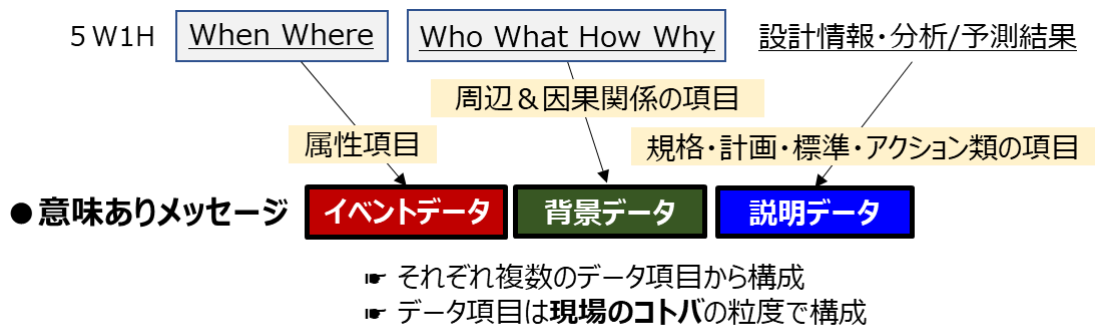 5W1H When Where Who What How Why 設計情報・分析/予測結果
周辺&因果関係の項目
属性項目 規格・計画・標準・アクション類の項目
●意味ありメッセージ イベントデータ 背景データ 説明データ
☛ それぞれ複数のデータ項目から構成
☛ データ項目は現場のコトバの粒度で構成